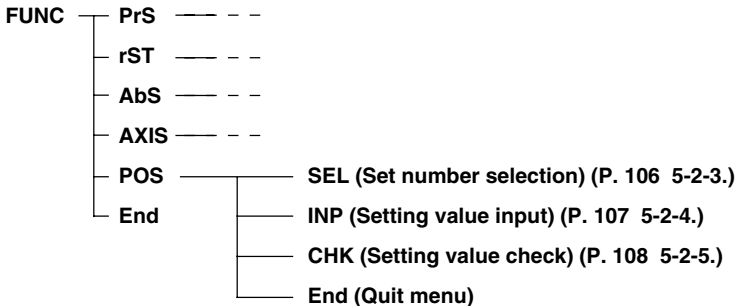 FUNC PrS
rST
AbS
AXIS
POS SEL (Set number selection) (P. 106 5-2-3.)
End INP (Setting value input) (P. 107 5-2-4.)
CHK (Setting value check) (P. 108 5-2-5.)
End (Quit menu)